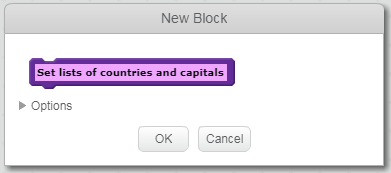 New Block
Set lists of countries and capitals
Options
OK Cancel